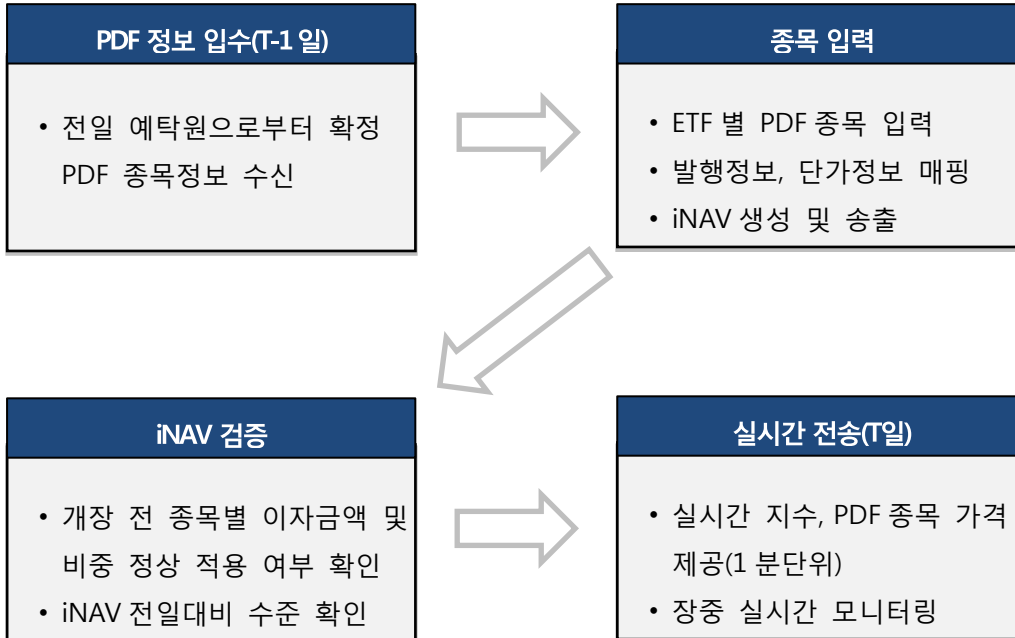 PDF 정보 입수(T-1 일)
• 전일 예탁원으로부터 확정
PDF 종목정보 수신
종목 입력
• ETF 별 PDF 종목 입력
• 발행정보, 단가정보 매핑
• iNAV 생성 및 송출
iNAV 검증
• 개장 전 종목별 이자금액 및
비중 정상 적용 여부 확인
• iNAV 전일대비 수준 확인
실시간 전송(T일)
• 실시간 지수, PDF 종목 가격
제공(1 분단위)
• 장중 실시간 모니터링